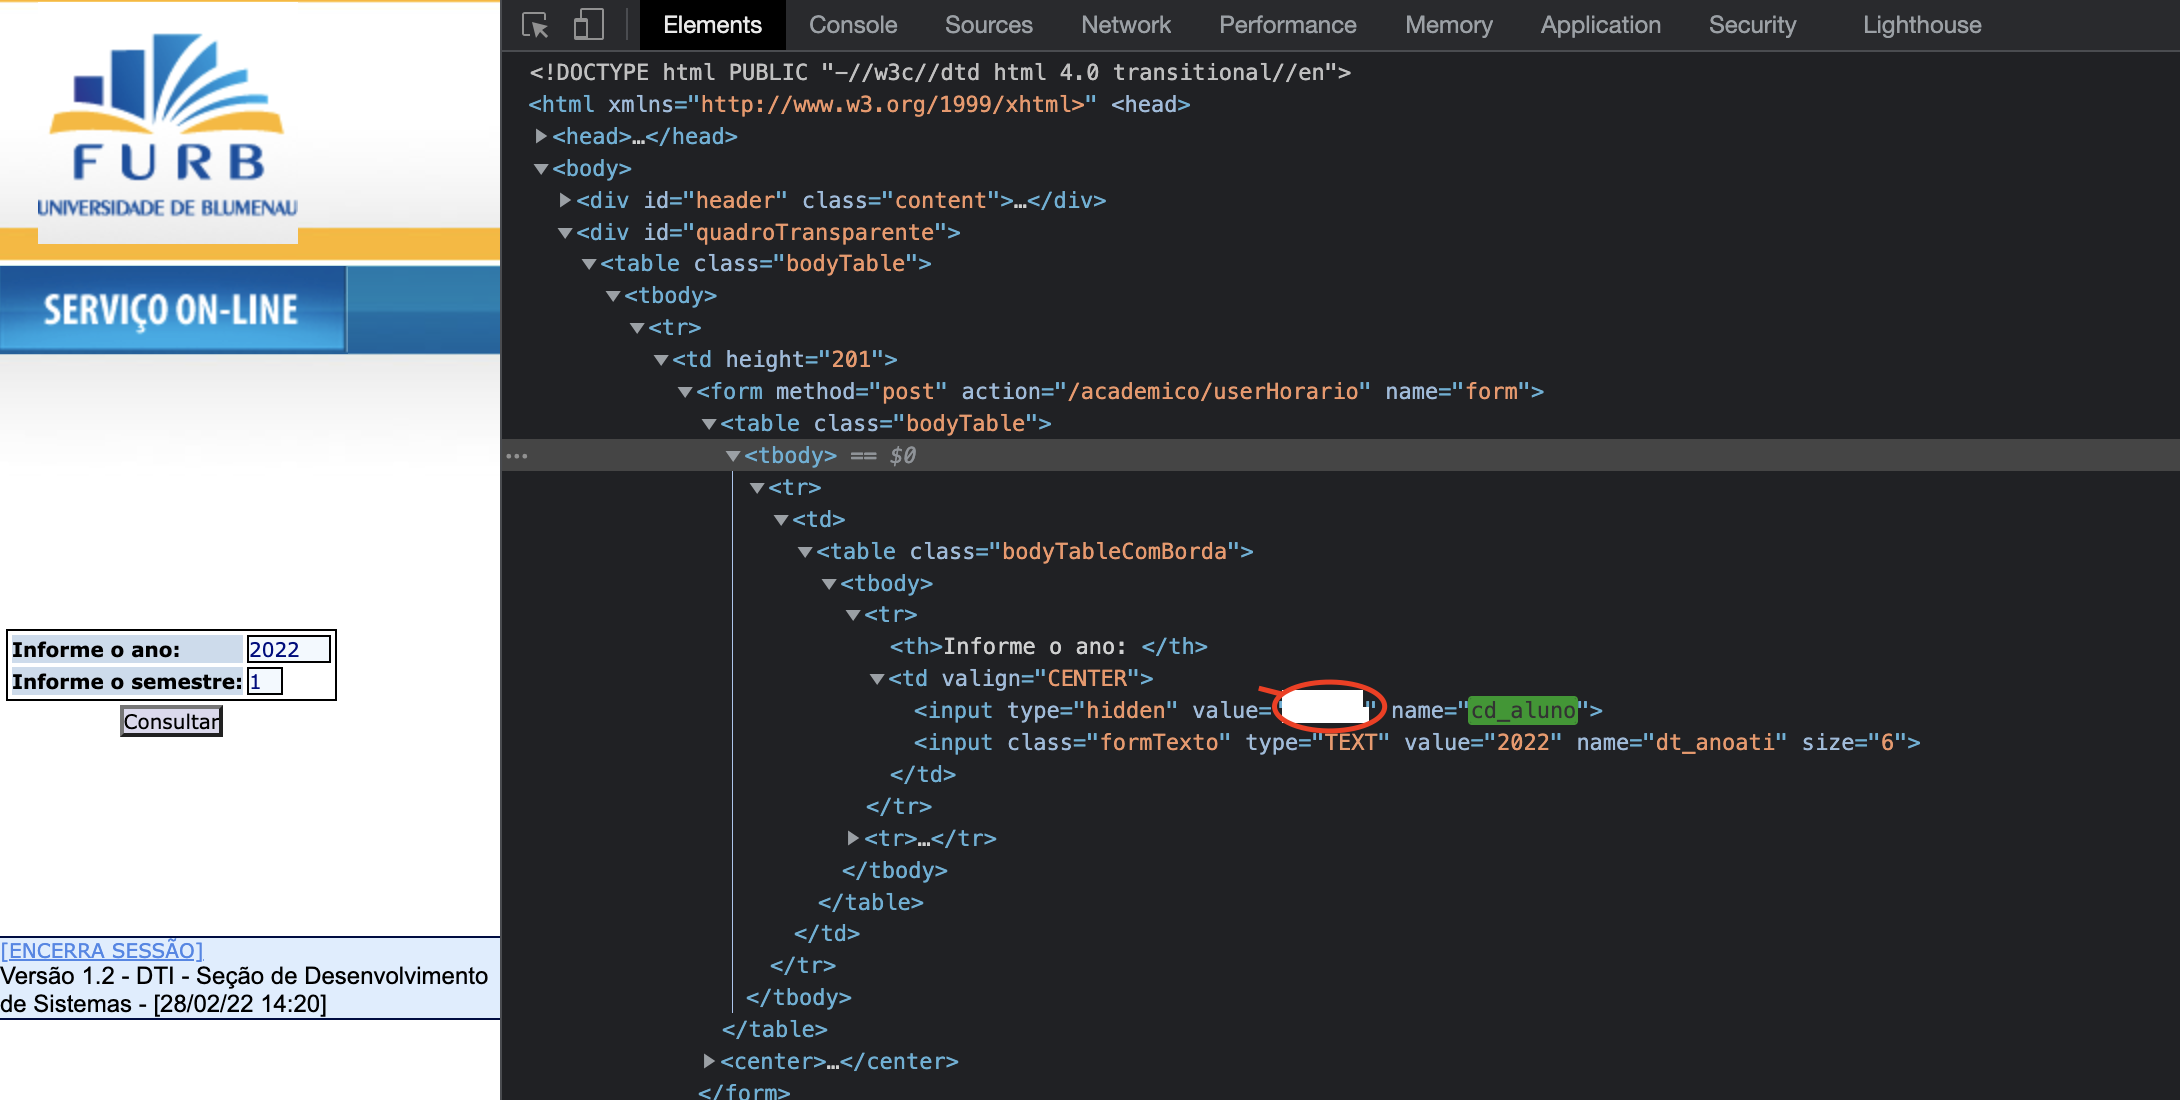 FURB
UNIVERSIDADE DE BLUMENAU
SERVIÇO ON-LINE
Informe o ano: 2022
Informe o semestre: 1
Consultar
[ENCERRA SESSÃO]
Versão 1.2 - DTI - Seção de Desenvolvimento
de Sistemas - [28/02/22 14:20]
Elements Console Sources Network Performance Memory Application Security Lighthouse
<!DOCTYPE html PUBLIC "-//w3c//dtd html 4.0 transitional//en">
<html xmlns="http://www.w3.org/1999/xhtml>" <head>
<head>…</head>
<body>
<div id="header" class="content">…</div>
<div id="quadroTransparente">
<table class="bodyTable">
<tbody>
<tr>
<td height="201">
<form method="post" action="/academico/userHorario" name="form">
<table class="bodyTable">
<tbody> == $0
<tr>
<td>
<table class="bodyTableComBorda">
<tbody>
<tr>
<th>Informe o ano: </th>
<td valign="CENTER">
<input type="hidden" value=" " name="cd_aluno">
<input class="formTexto" type="TEXT" value="2022" name="dt_anoati" size="6">
</td>
</tr>
<tr>…</tr>
</tbody>
</table>
</td>
</tr>
</tbody>
</table>
<center>…</center>
</form>